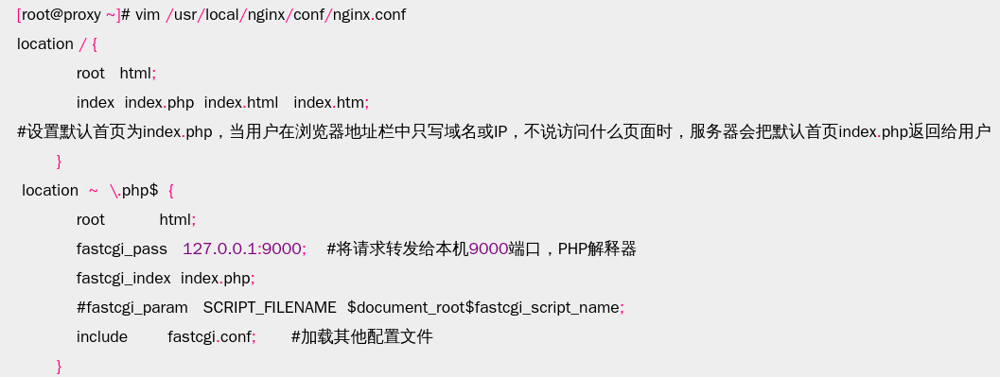 [root@proxy ~]# vim /usr/local/nginx/conf/nginx.conf
location / {
root html;
index index.php index.html index.htm;
#设置默认首页为index.php，当用户在浏览器地址栏中只写域名或IP，不说访问什么页面时，服务器会把默认首页index.php返回给用户
}
location ~ \.php$ {
root html;
fastcgi_pass 127.0.0.1:9000; #将请求转发给本机9000端口，PHP解释器
fastcgi_index index.php;
#fastcgi_param SCRIPT_FILENAME $document_root$fastcgi_script_name;
include fastcgi.conf; #加载其他配置文件
}